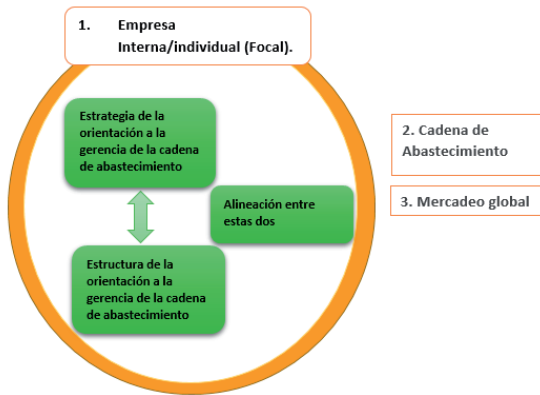 1. Empresa
Interna/individual (Focal).
Estrategia de la
orientación a la
gerencia de la cadena
de abastecimiento
Alineación entre
estas dos
Estructura de la
orientación a la
gerencia de la cadena
de abastecimiento
2. Cadena de
Abastecimiento
3. Mercadeo global